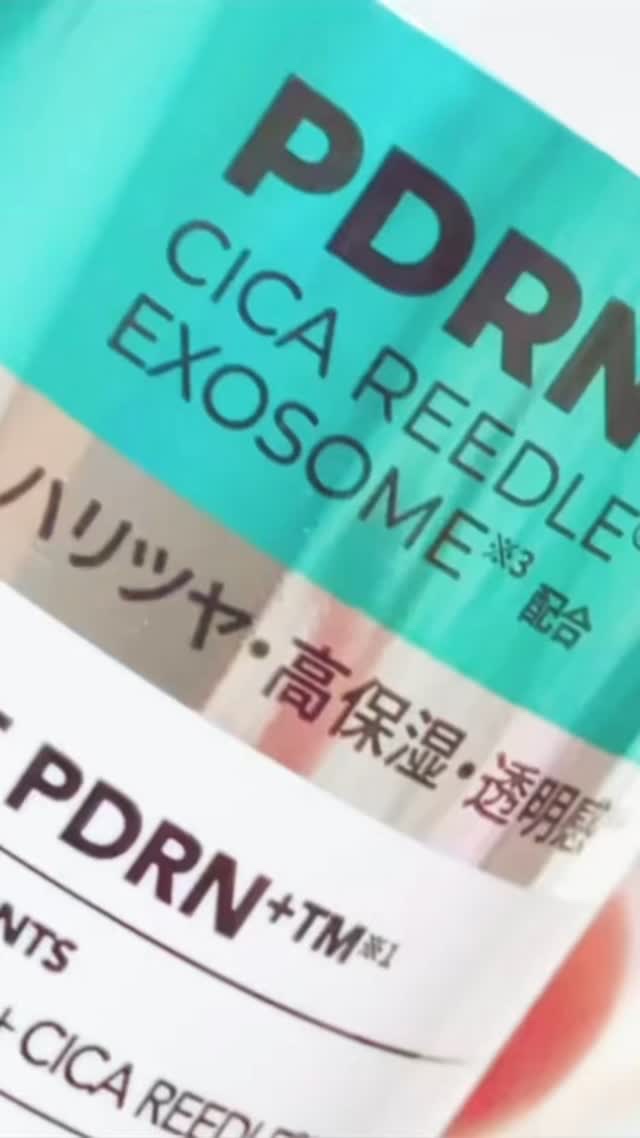 PDRN
CICA REEDLE
EXOSOME※3 配合
ハリツヤ・高保湿・透明感
PDRN+TM※1
NTS
+ CICA REEDLE